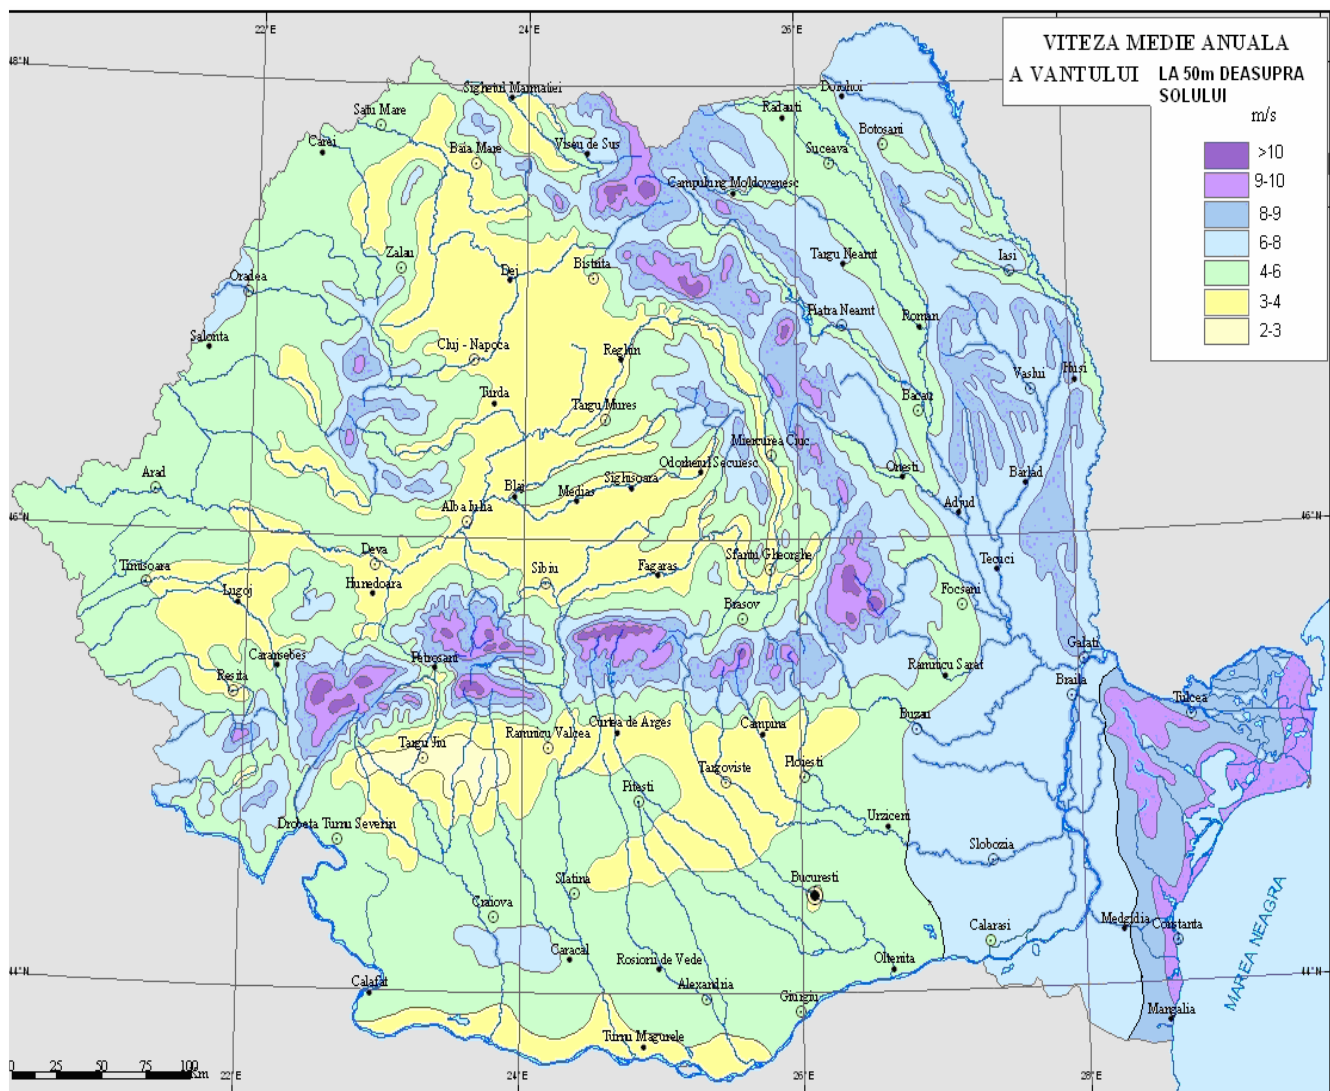 22°E
24°E
26°E
48°N
VITEZA MEDIE ANUALA
A VANTULUI LA 50m DEASUPRA
SOLULUI
m/s
>10
9-10
8-9
6-8
4-6
3-4
2-3
Sighetul Marmatiei
Dorohoi
Satu Mare
Radauti
Botosani
Carei
Baia Mare
Viseu de Sus
Suceava
Campulung Moldovenesc
Zalau
Targu Neamt
Iasi
Oradea
Dej
Bistrita
Piatra Neamt
Roman
Salonta
Cluj - Napoca
Reghin
Vaslui
Husi
Turda
Targu Mures
Bacau
Miercurea Ciuc
Arad
Odorheiul Secuiesc
Onesti
Barlad
Sighisoara
Blaj
Medias
Alba Iulia
Adjud
46°N
46°N
Deva
Sfantu Gheorghe
Tecuci
Timisoara
Hunedoara
Sibiu
Fagaras
Lugoj
Focsani
Brasov
Galati
Caransebes
Petrosani
Ramnicu Sarat
Resita
Braila
Tulcea
Curtea de Arges
Campina
Buzau
Ramnicu Valcea
Targu Jiu
Targoviste
Ploiesti
Pitesti
Drobeta Turnu Severin
Urziceni
Slobozia
Slatina
Bucuresti
Craiova
Medgidia
Constanta
Calarasi
MAREA NEAGRA
Caracal
Rosiorii de Vede
Oltenita
44°N
44°N
Calafat
Alexandria
Giurgiu
Mangalia
Turnu Magurele
0 25 50 75 100
Km
22°E
24°E
26°E
28°E